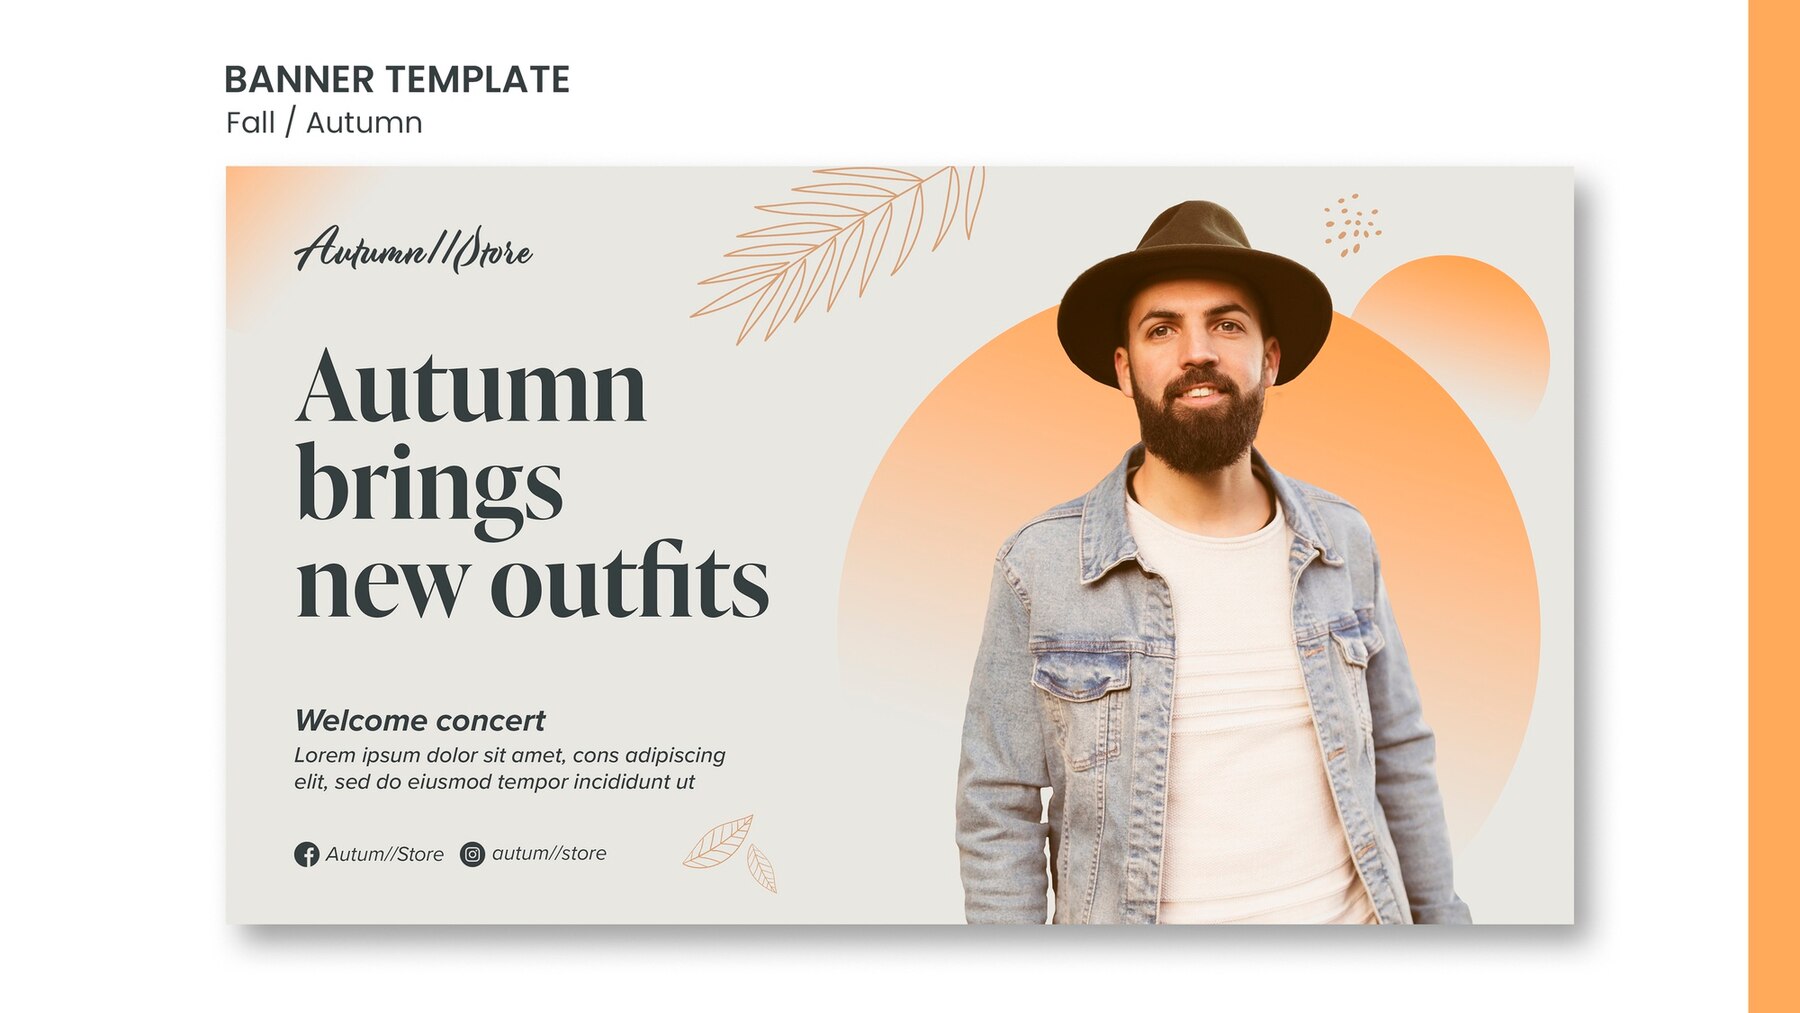 BANNER TEMPLATE
Fall / Autumn
Autumn//Store
Autumn
brings
new outfits
Welcome concert
Lorem ipsum dolor sit amet, cons adipiscing
elit, sed do eiusmod tempor incididunt ut
Autum//Store autum//store